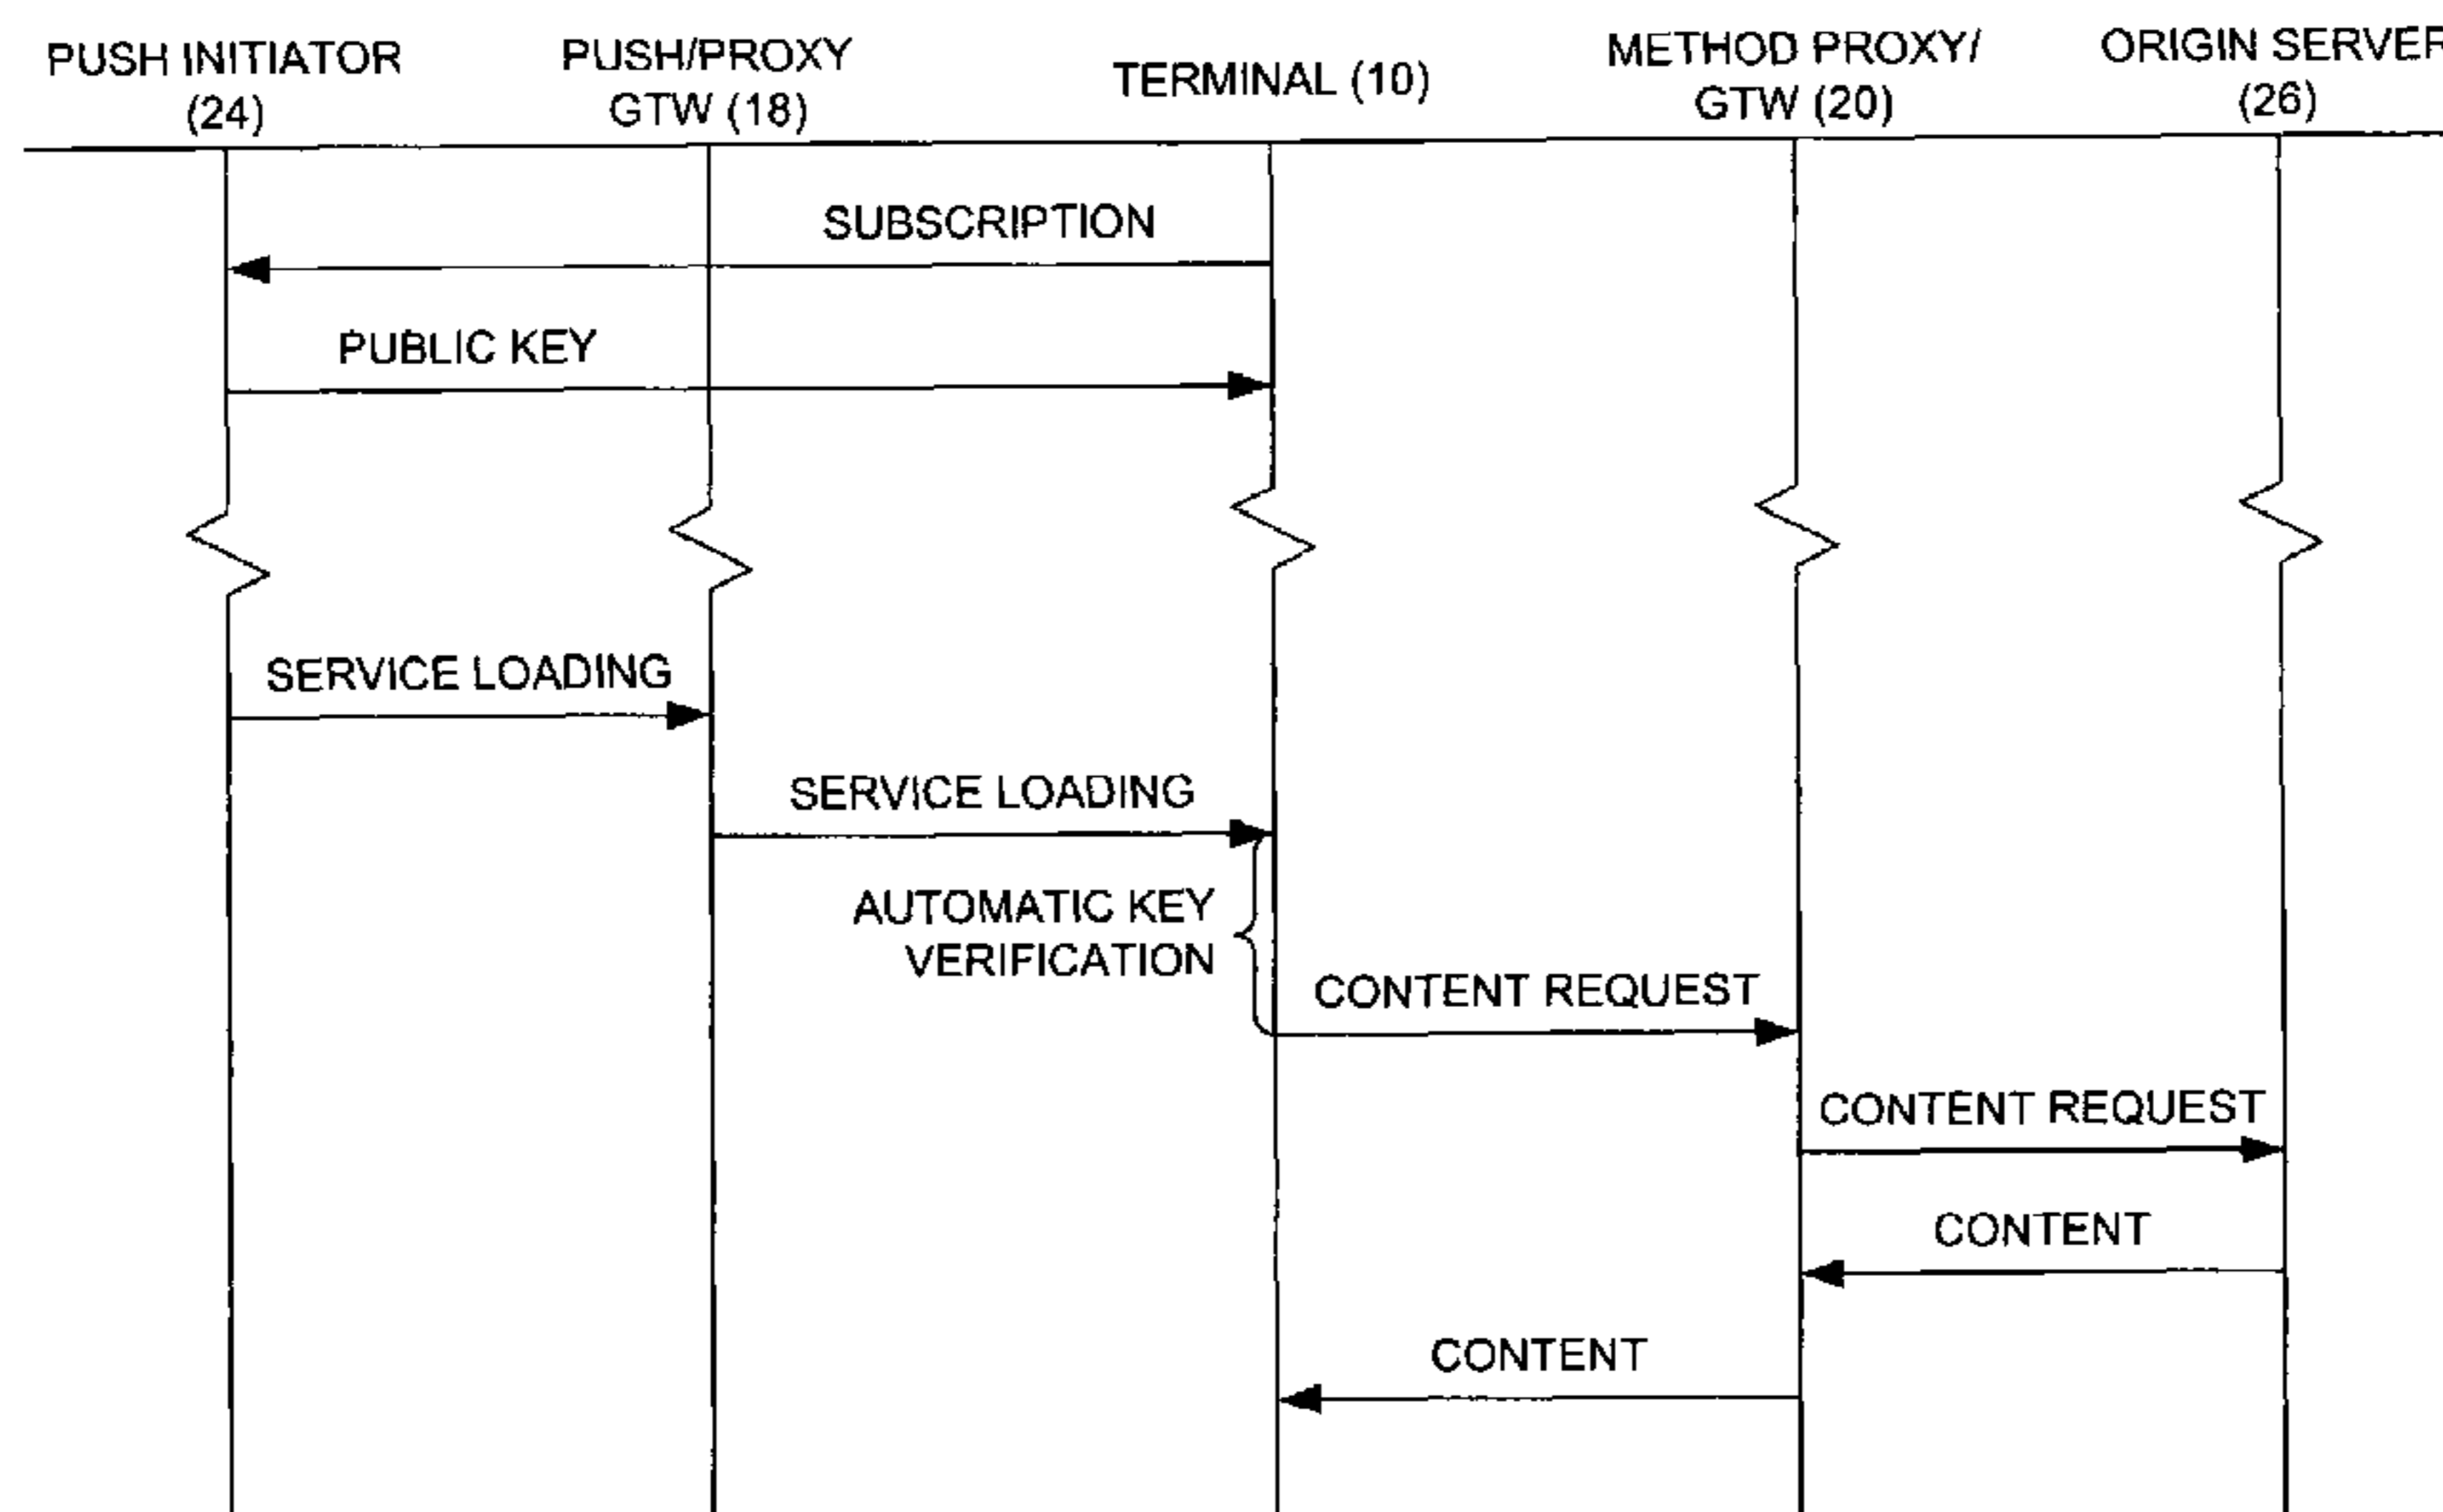 PUSH INITIATOR
(24)
PUSH/PROXY
GTW (18)
TERMINAL (10)
METHOD PROXY/
GTW (20)
ORIGIN SERVER
(26)
SUBSCRIPTION
PUBLIC KEY
SERVICE LOADING
SERVICE LOADING
AUTOMATIC KEY
VERIFICATION
CONTENT REQUEST
CONTENT REQUEST
CONTENT
CONTENT